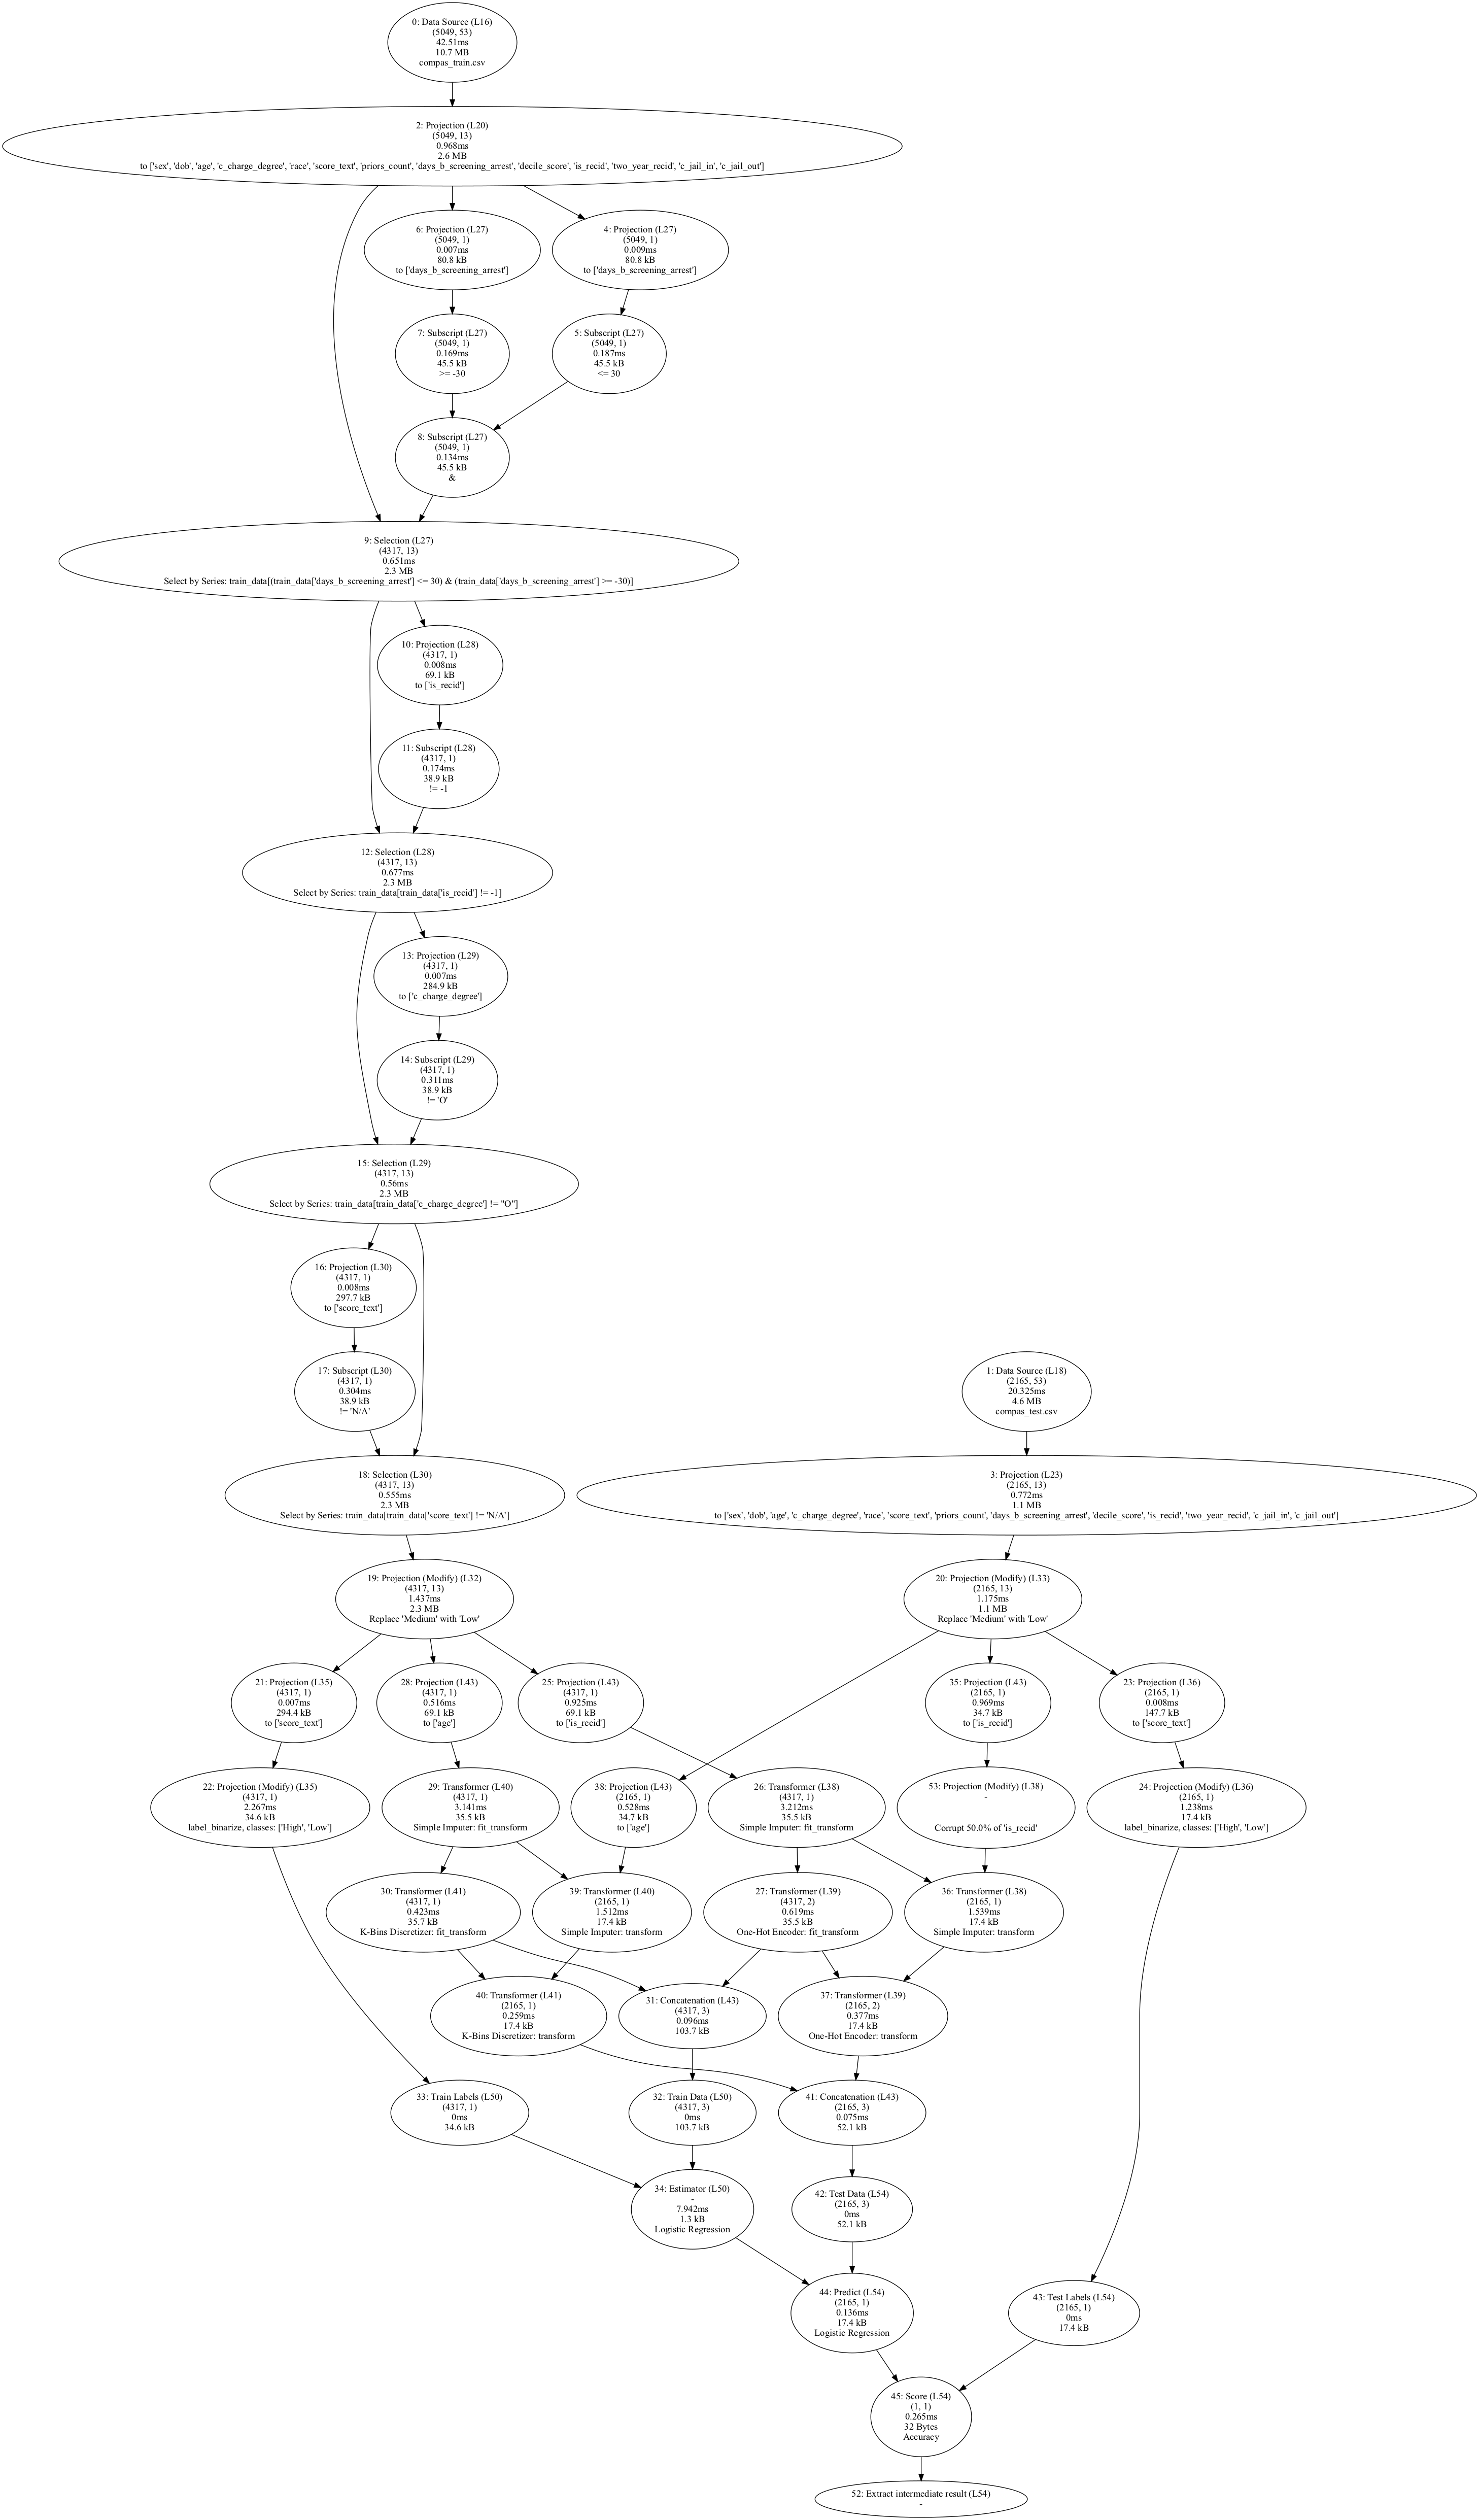 0: Data Source (L16)
(5049, 53)
42.51ms
10.7 MB
compas_train.csv
2: Projection (L20)
(5049, 13)
0.968ms
2.6 MB
to ['sex', 'dob', 'age', 'c_charge_degree', 'race', 'score_text', 'priors_count', 'days_b_screening_arrest', 'decile_score', 'is_recid', 'two_year_recid', 'c_jail_in', 'c_jail_out']
6: Projection (L27)
(5049, 1)
0.007ms
80.8 kB
to ['days_b_screening_arrest']
4: Projection (L27)
(5049, 1)
0.009ms
80.8 kB
to ['days_b_screening_arrest']
7: Subscript (L27)
(5049, 1)
0.169ms
45.5 kB
>= -30
5: Subscript (L27)
(5049, 1)
0.187ms
45.5 kB
<= 30
8: Subscript (L27)
(5049, 1)
0.134ms
45.5 kB
&
9: Selection (L27)
(4317, 13)
0.651ms
2.3 MB
Select by Series: train_data[(train_data['days_b_screening_arrest'] <= 30) & (train_data['days_b_screening_arrest'] >= -30)]
10: Projection (L28)
(4317, 1)
0.008ms
69.1 kB
to ['is_recid']
11: Subscript (L28)
(4317, 1)
0.174ms
38.9 kB
!= -1
12: Selection (L28)
(4317, 13)
0.677ms
2.3 MB
Select by Series: train_data[train_data['is_recid'] != -1]
13: Projection (L29)
(4317, 1)
0.007ms
284.9 kB
to ['c_charge_degree']
14: Subscript (L29)
(4317, 1)
0.311ms
38.9 kB
!= 'O'
15: Selection (L29)
(4317, 13)
0.56ms
2.3 MB
Select by Series: train_data[train_data['c_charge_degree'] != "O"]
16: Projection (L30)
(4317, 1)
0.008ms
297.7 kB
to ['score_text']
17: Subscript (L30)
(4317, 1)
0.304ms
38.9 kB
!= 'N/A'
1: Data Source (L18)
(2165, 53)
20.325ms
4.6 MB
compas_test.csv
18: Selection (L30)
(4317, 13)
0.555ms
2.3 MB
Select by Series: train_data[train_data['score_text'] != 'N/A']
3: Projection (L23)
(2165, 13)
0.772ms
1.1 MB
to ['sex', 'dob', 'age', 'c_charge_degree', 'race', 'score_text', 'priors_count', 'days_b_screening_arrest', 'decile_score', 'is_recid', 'two_year_recid', 'c_jail_in', 'c_jail_out']
19: Projection (Modify) (L32)
(4317, 13)
1.437ms
2.3 MB
Replace 'Medium' with 'Low'
20: Projection (Modify) (L33)
(2165, 13)
1.175ms
1.1 MB
Replace 'Medium' with 'Low'
21: Projection (L35)
(4317, 1)
0.007ms
294.4 kB
to ['score_text']
28: Projection (L43)
(4317, 1)
0.516ms
69.1 kB
to ['age']
25: Projection (L43)
(4317, 1)
0.925ms
69.1 kB
to ['is_recid']
35: Projection (L43)
(2165, 1)
0.969ms
34.7 kB
to ['is_recid']
23: Projection (L36)
(2165, 1)
0.008ms
147.7 kB
to ['score_text']
22: Projection (Modify) (L35)
(4317, 1)
2.267ms
34.6 kB
label_binarize, classes: ['High', 'Low']
29: Transformer (L40)
(4317, 1)
3.141ms
35.5 kB
Simple Imputer: fit_transform
38: Projection (L43)
(2165, 1)
0.528ms
34.7 kB
to ['age']
26: Transformer (L38)
(4317, 1)
3.212ms
35.5 kB
Simple Imputer: fit_transform
53: Projection (Modify) (L38)
-
Corrupt 50.0% of 'is_recid'
24: Projection (Modify) (L36)
(2165, 1)
1.238ms
17.4 kB
label_binarize, classes: ['High', 'Low']
30: Transformer (L41)
(4317, 1)
0.423ms
35.7 kB
K-Bins Discretizer: fit_transform
39: Transformer (L40)
(2165, 1)
1.512ms
17.4 kB
Simple Imputer: transform
27: Transformer (L39)
(4317, 2)
0.619ms
35.5 kB
One-Hot Encoder: fit_transform
36: Transformer (L38)
(2165, 1)
1.539ms
17.4 kB
Simple Imputer: transform
40: Transformer (L41)
(2165, 1)
0.259ms
17.4 kB
K-Bins Discretizer: transform
31: Concatenation (L43)
(4317, 3)
0.096ms
103.7 kB
37: Transformer (L39)
(2165, 2)
0.377ms
17.4 kB
One-Hot Encoder: transform
33: Train Labels (L50)
(4317, 1)
0ms
34.6 kB
32: Train Data (L50)
(4317, 3)
0ms
103.7 kB
41: Concatenation (L43)
(2165, 3)
0.075ms
52.1 kB
34: Estimator (L50)
-
7.942ms
1.3 kB
Logistic Regression
42: Test Data (L54)
(2165, 3)
0ms
52.1 kB
44: Predict (L54)
(2165, 1)
0.136ms
17.4 kB
Logistic Regression
43: Test Labels (L54)
(2165, 1)
0ms
17.4 kB
45: Score (L54)
(1, 1)
0.265ms
32 Bytes
Accuracy
52: Extract intermediate result (L54)
-